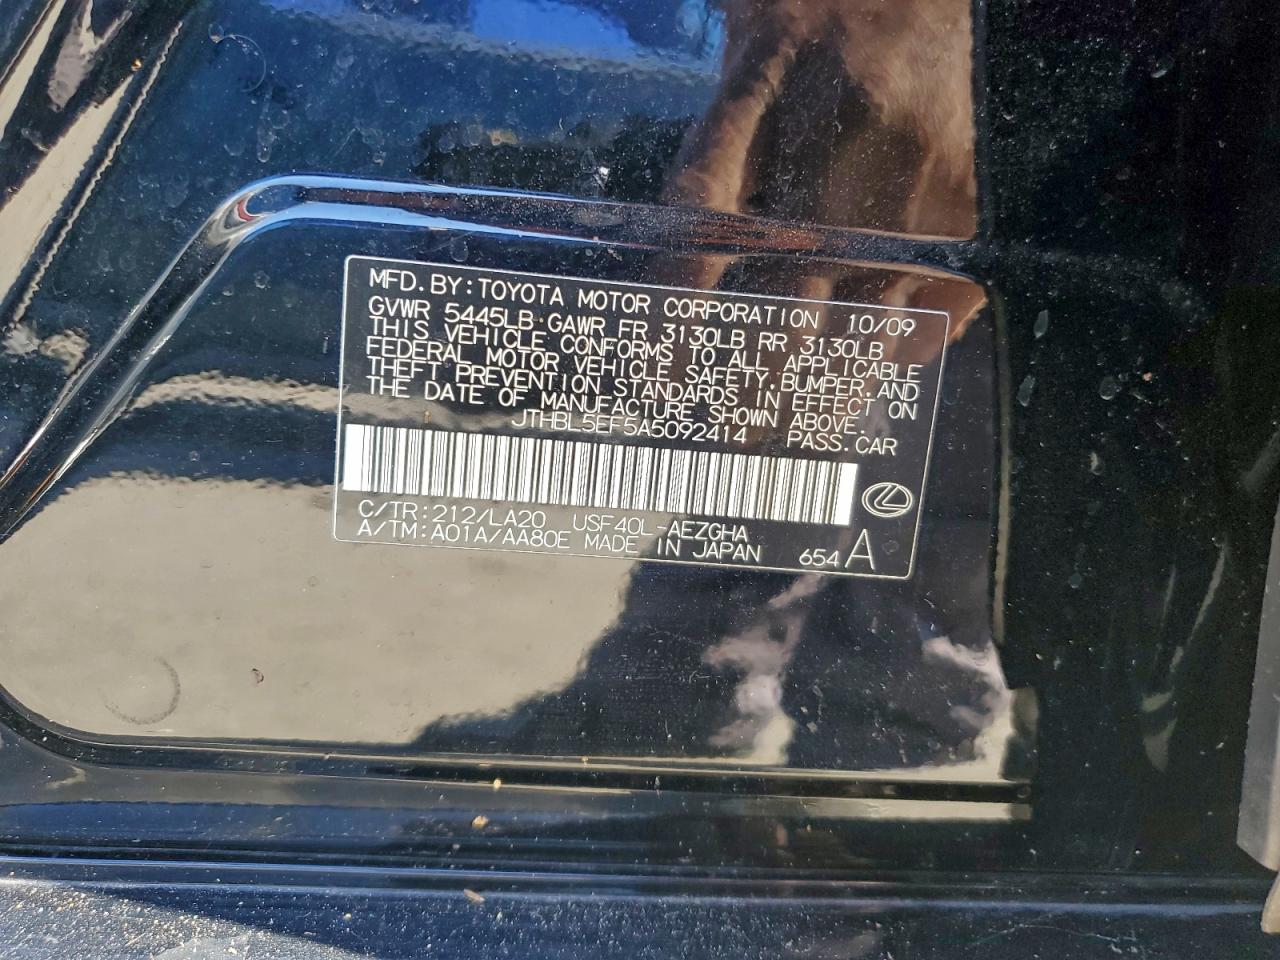 MFD. BY: TOYOTA MOTOR CORPORATION 10/09
GVWR 5445LB GAWR FR 3130LB RR 3130LB
THIS VEHICLE CONFORMS TO ALL APPLICABLE
FEDERAL MOTOR VEHICLE SAFETY, BUMPER, AND
THEFT PREVENTION STANDARDS IN EFFECT ON
THE DATE OF MANUFACTURE SHOWN ABOVE.
JTHBL5EF5A5092414 PASS. CAR
C/TR: 212/LA20 USF40L-AEZGHA
A/TM: A01A/AA80E MADE IN JAPAN 654 A